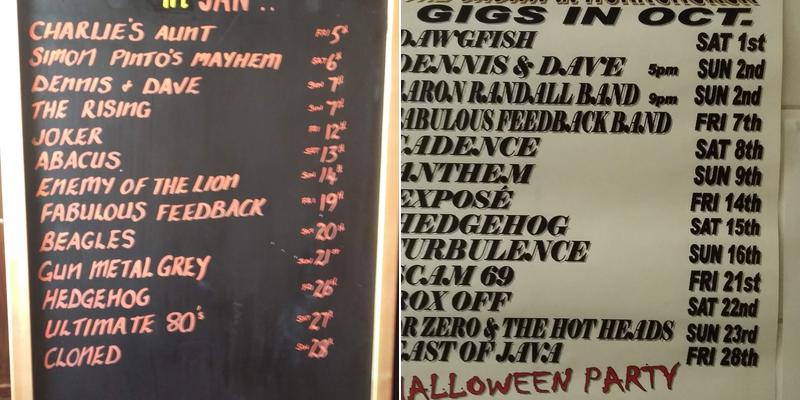 JAN ..
CHARLIE'S AUNT FRI 5th
SIMON PINTO'S MAYHEM SAT 6th
DENNIS + DAVE SUN 7th
THE RISING SUN 7th
JOKER FRI 12th
ABACUS SAT 13th
ENEMY OF THE LION SUN 14th
FABULOUS FEEDBACK FRI 19th
BEAGLES SAT 20th
GUN METAL GREY SUN 21st
HEDGEHOG FRI 26th
ULTIMATE 80's SAT 27th
CLONED SUN 28th
GIGS IN OCT.
DAWGFISH SAT 1st
DENNIS & DAVE 5pm SUN 2nd
AARON RANDALL BAND 9pm SUN 2nd
FABULOUS FEEDBACK BAND FRI 7th
CADENCE SAT 8th
ANTHEM SUN 9th
EXPOSÉ FRI 14th
HEDGEHOG SAT 15th
TURBULENCE SUN 16th
SCAM 69 FRI 21st
ROX OFF SAT 22nd
DR ZERO & THE HOT HEADS SUN 23rd
EAST OF JAVA FRI 28th
HALLOWEEN PARTY